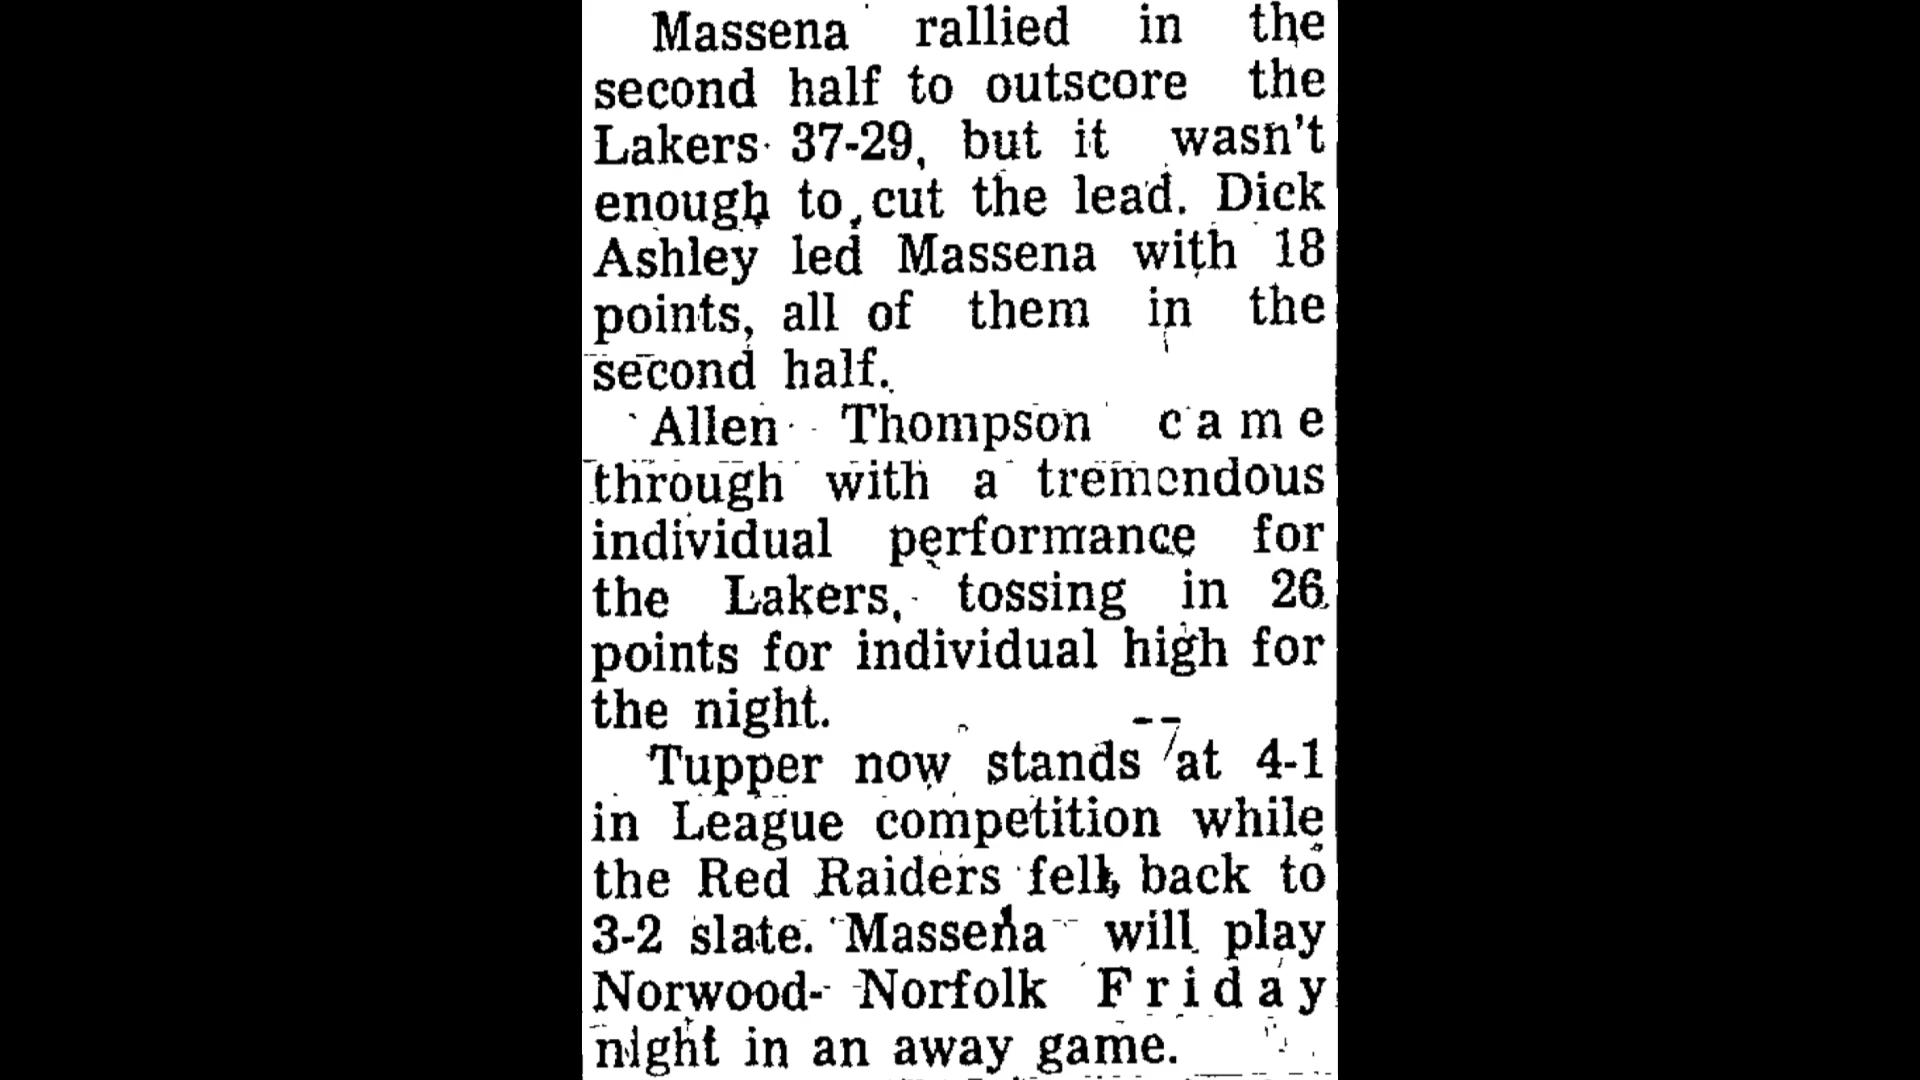 Massena rallied in the
second half to outscore the
Lakers 37-29, but it wasn't
enough to cut the lead. Dick
Ashley led Massena with 18
points, all of them in the
second half.
Allen Thompson came
through with a tremendous
individual performance for
the Lakers, tossing in 26
points for individual high for
the night.
Tupper now stands at 4-1
in League competition while
the Red Raiders fell back to
3-2 slate. Massena will play
Norwood- Norfolk Friday
night in an away game.